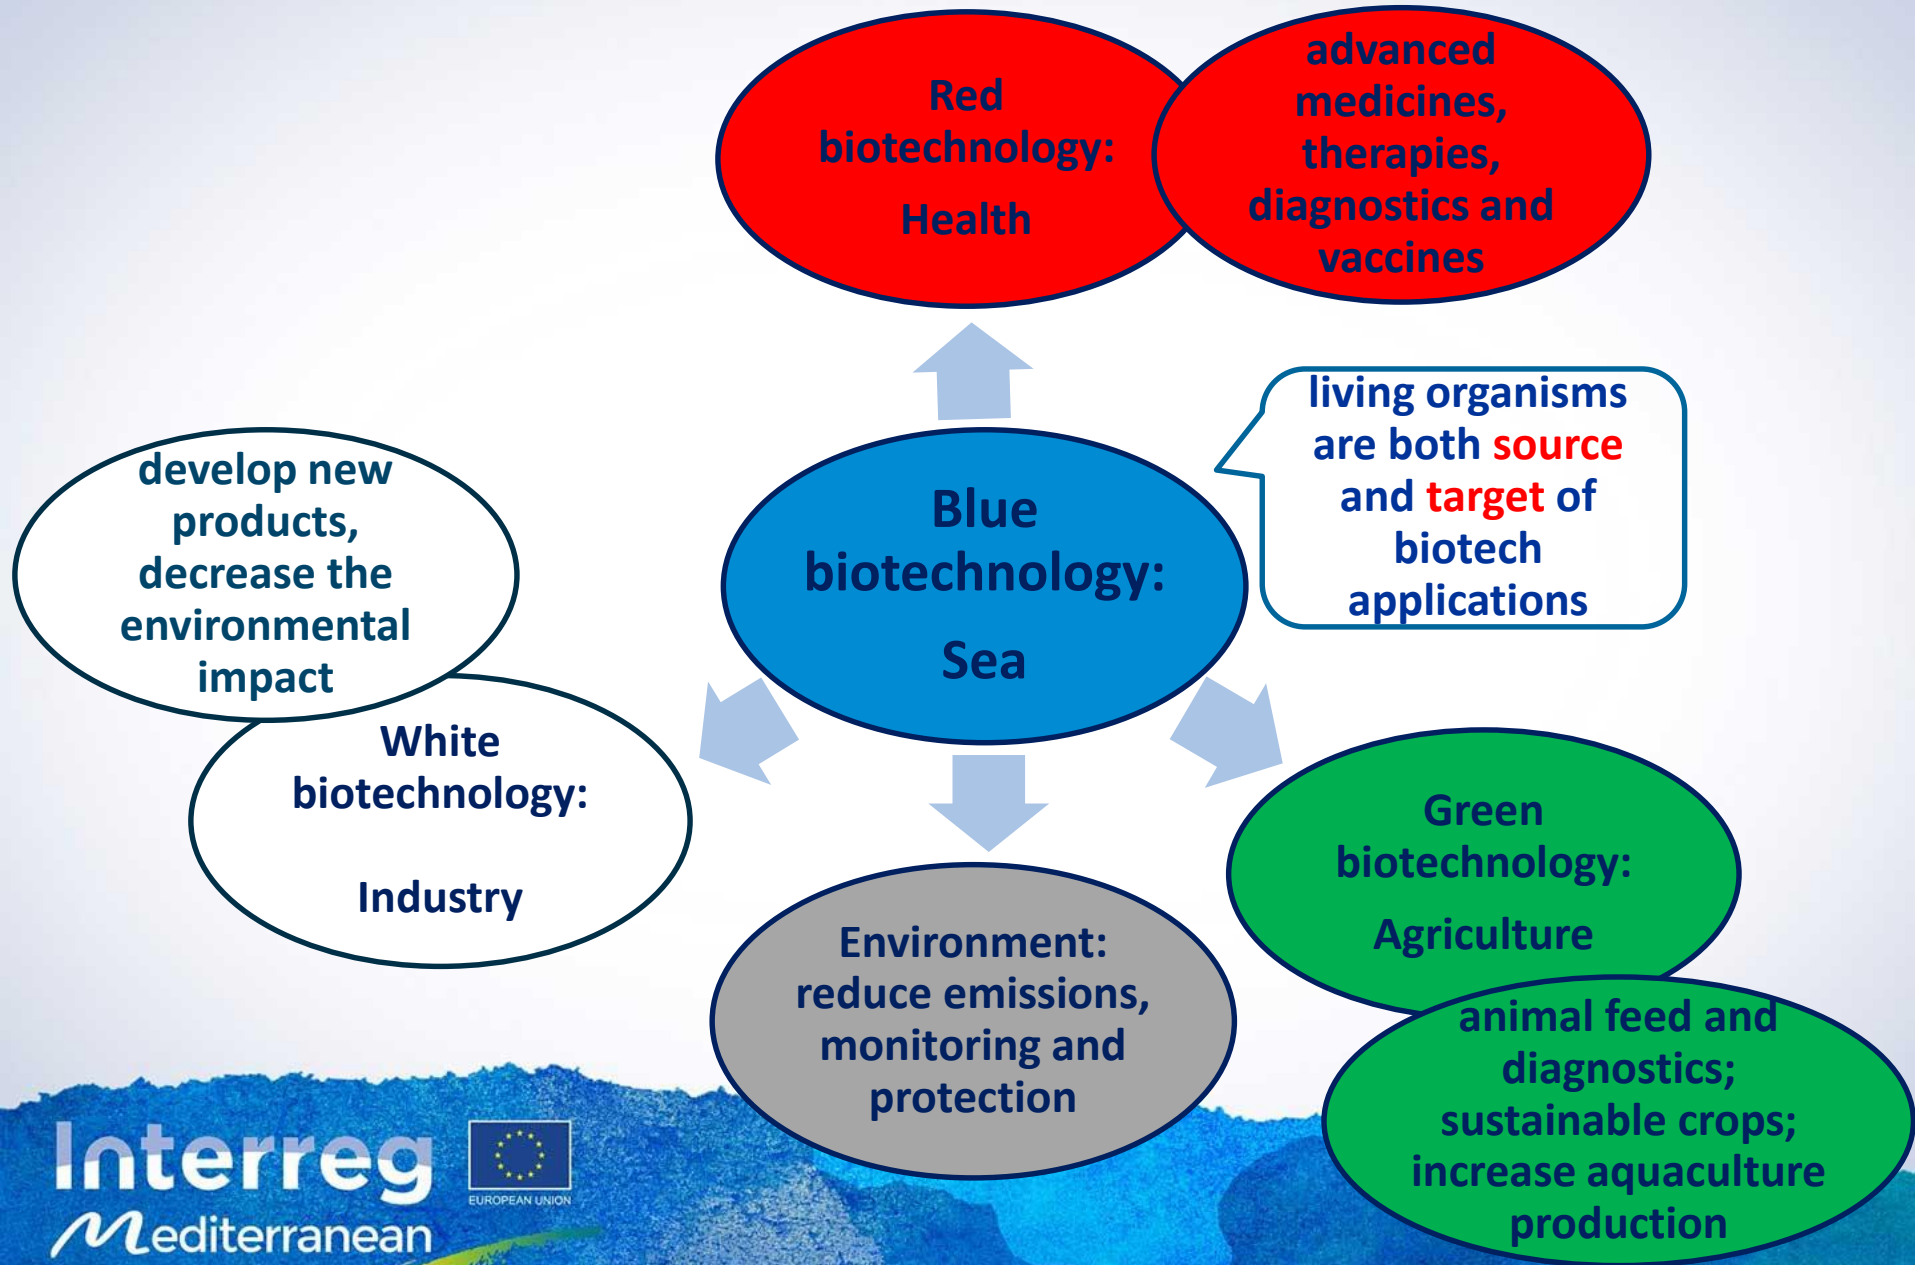 Red
biotechnology:
Health
advanced
medicines,
therapies,
diagnostics and
vaccines
living organisms
are both source
and target of
biotech
applications
Blue
biotechnology:
Sea
develop new
products,
decrease the
environmental
impact
White
biotechnology:
Industry
Environment:
reduce emissions,
monitoring and
protection
Green
biotechnology:
Agriculture
animal feed and
diagnostics;
sustainable crops;
increase aquaculture
production
Interreg
EUROPEAN UNION
Mediterranean